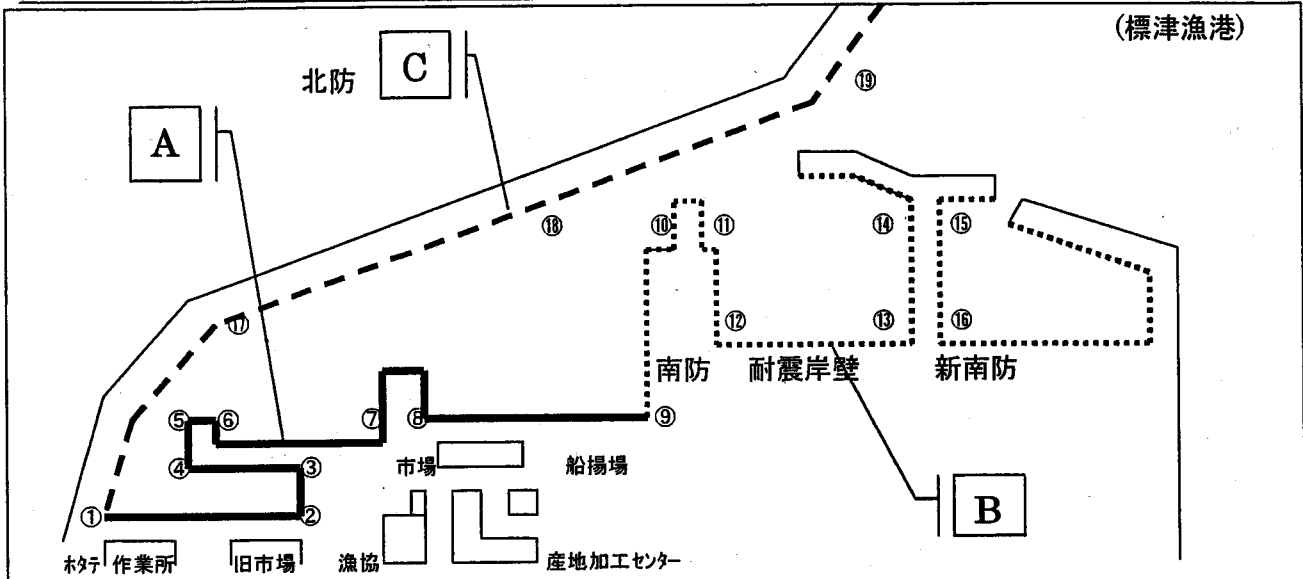 (標津漁港)
北防
C
A
B
⑲
⑱
⑰
⑩
⑪
⑭
⑮
⑫
⑬
⑯
南防
耐震岸壁
新南防
⑤
⑥
⑦
⑧
⑨
④
③
①
②
市場
船揚場
ホタテ
作業所
旧市場
漁協
産地加工センター